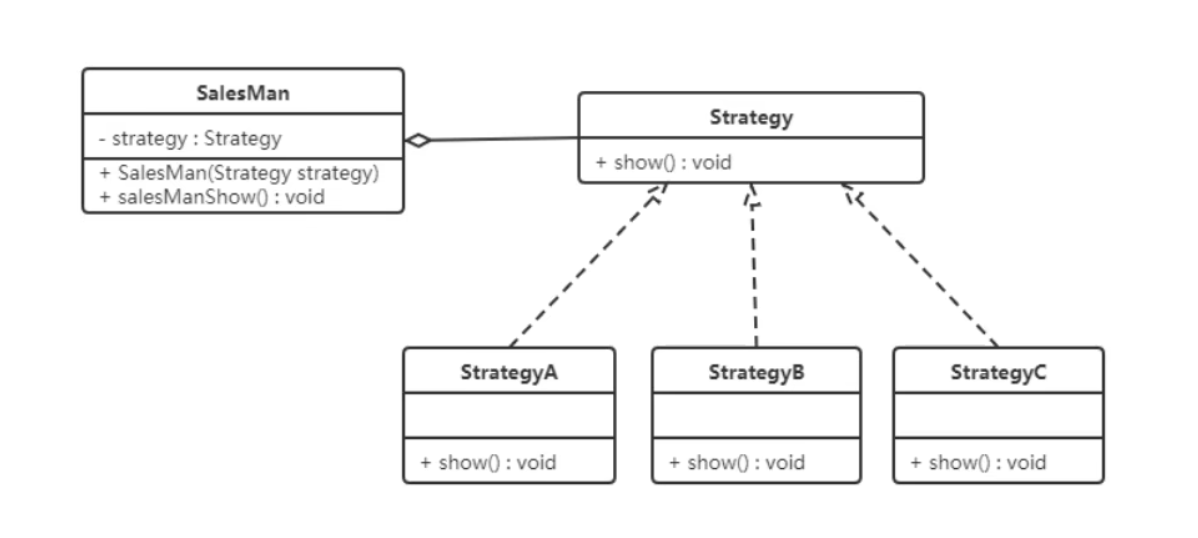 SalesMan
- strategy : Strategy
+ SalesMan(Strategy strategy)
+ salesManShow() : void
Strategy
+ show() : void
StrategyA
+ show() : void
StrategyB
+ show() : void
StrategyC
+ show() : void